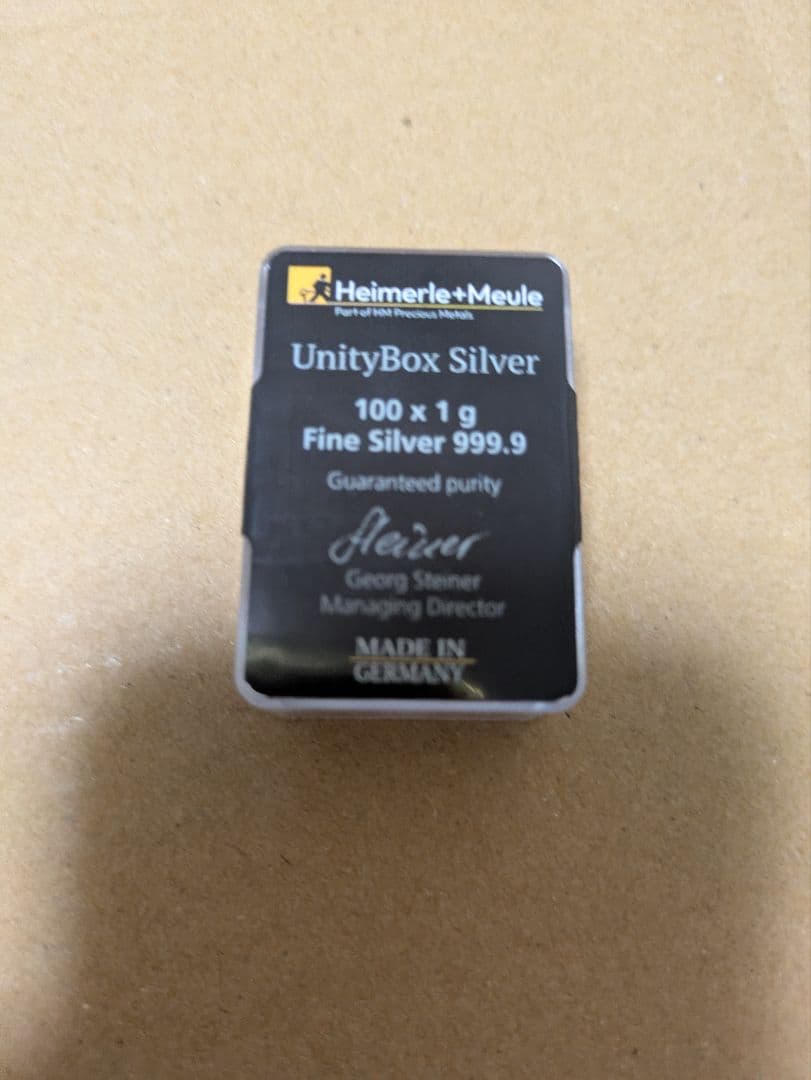 Heimerle+Meule
Part of HM Precious Metals
UnityBox Silver
100 x 1 g
Fine Silver 999.9
Guaranteed purity
Steiner
Georg Steiner
Managing Director
MADE IN
GERMANY